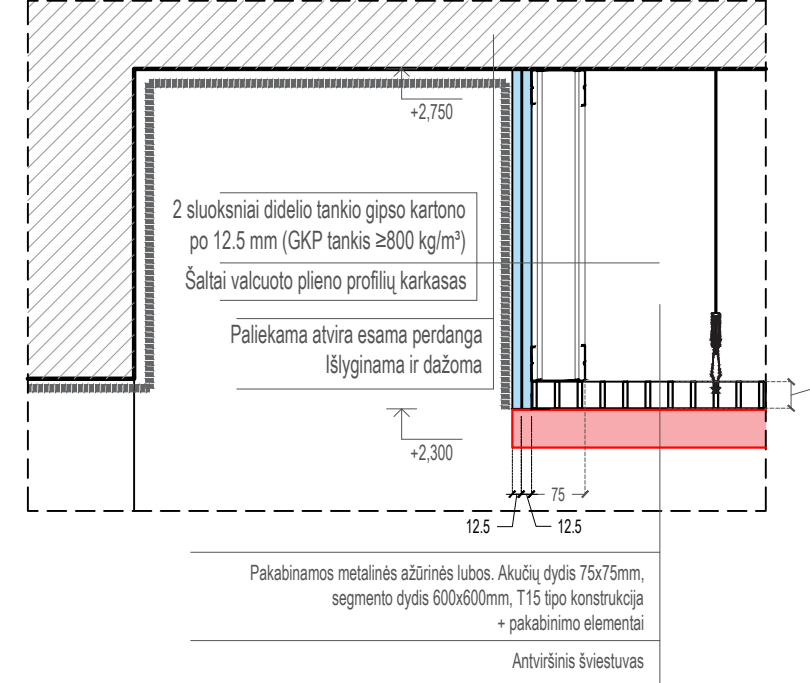 +2,750
2 sluoksniai didelio tankio gipso kartono
po 12.5 mm (GKP tankis ≥800 kg/m³)
Šaltai valcuoto plieno profilių karkasas
Paliekama atvira esama perdanga
Išlyginama ir dažoma
+2,300
75
12.5
12.5
Pakabinamos metalinės ažūrinės lubos. Akučių dydis 75x75mm,
segmento dydis 600x600mm, T15 tipo konstrukcija
+ pakabinimo elementai
Antviršinis šviestuvas